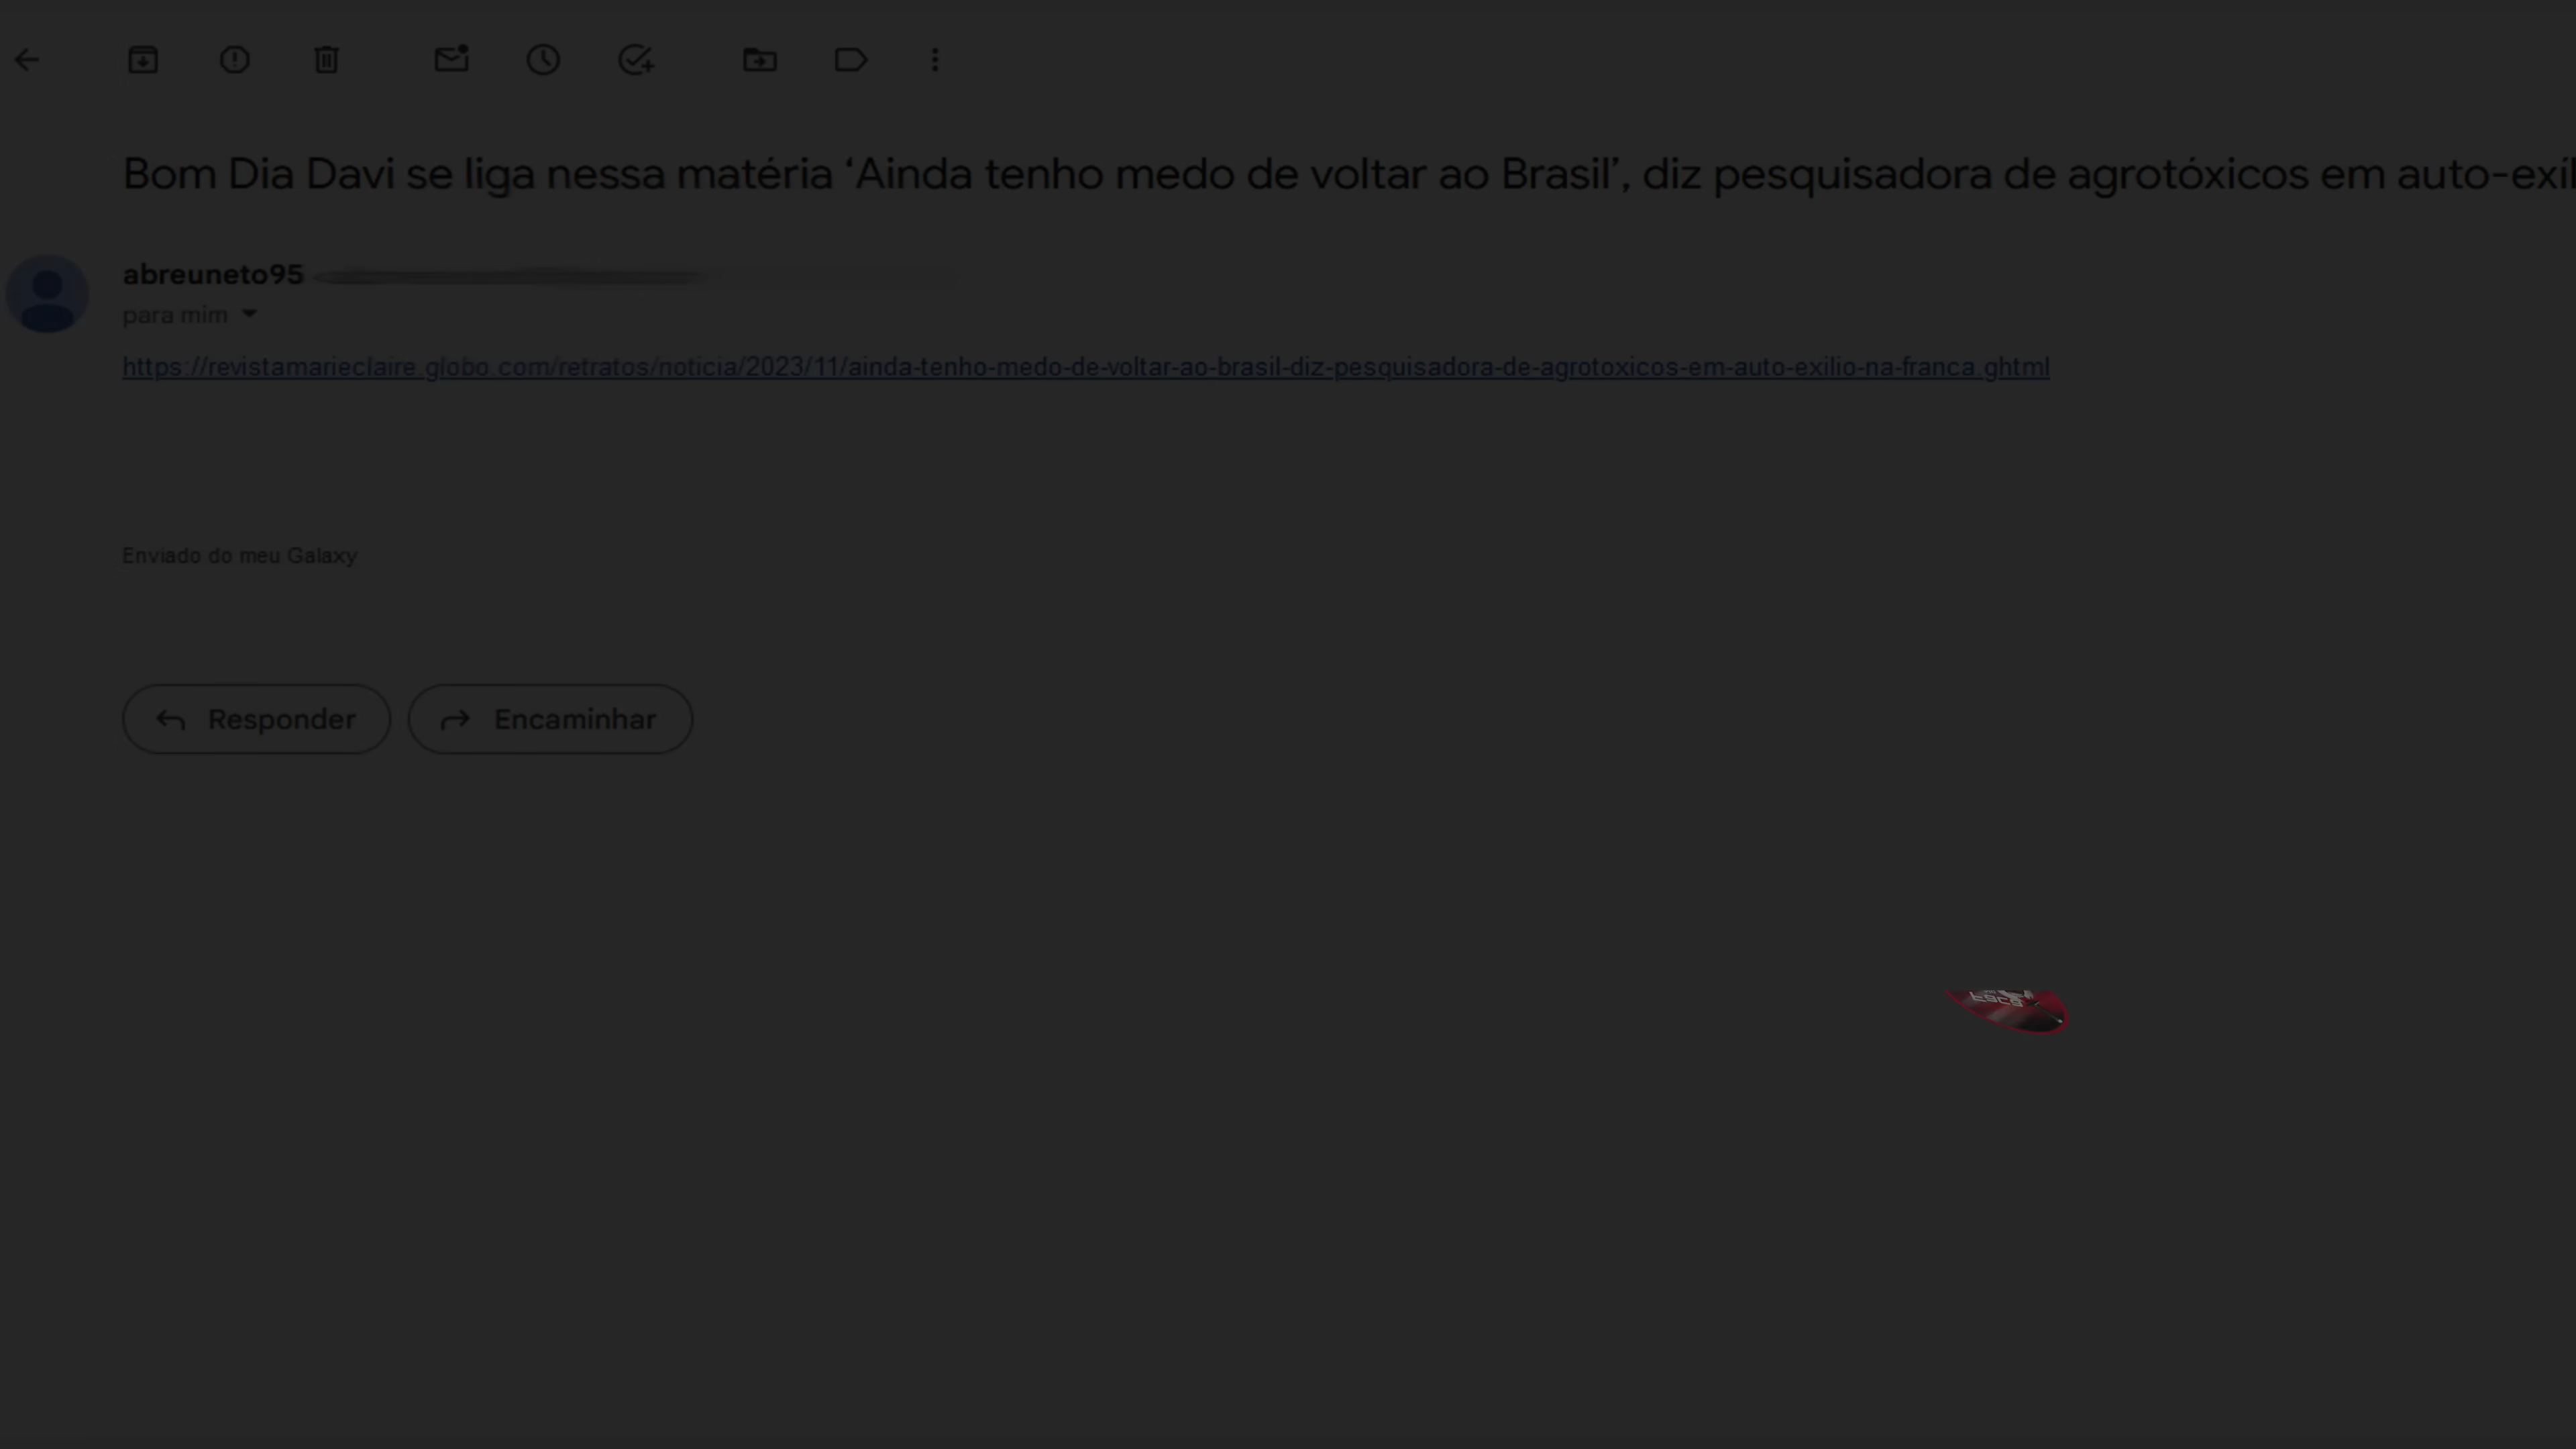 Bom Dia Davi se liga nessa matéria ‘Ainda tenho medo de voltar ao Brasil’, diz pesquisadora de agrotóxicos em auto-exil
abreuneto95
para mim
https://revistamarieclaire.globo.com/retratos/noticia/2023/11/ainda-tenho-medo-de-voltar-ao-brasil-diz-pesquisadora-de-agrotoxicos-em-auto-exilio-na-franca.ghtml
Enviado do meu Galaxy
Responder Encaminhar